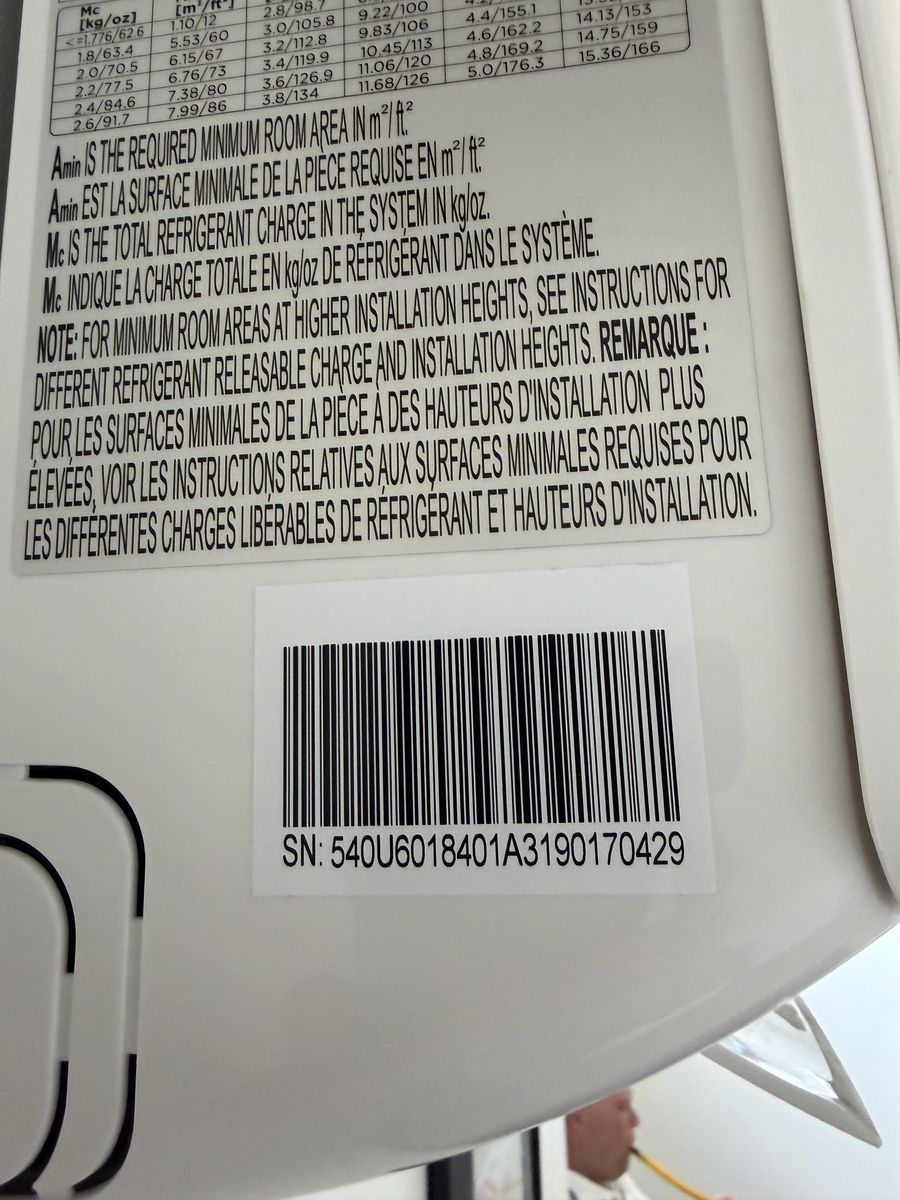 Mc [m²/ft²] 2.8/98.7 9.22/100 4.4/155.1 14.13/153
[kg/oz] 1.10/12 3.0/105.8 9.83/106 4.6/162.2 14.75/159
<=1.776/62.6 5.53/60 3.2/112.8 10.45/113 4.8/169.2 15.36/166
1.8/63.4 6.15/67 3.4/119.9 11.06/120 5.0/176.3
2.0/70.5 6.76/73 3.6/126.9 11.68/126
2.2/77.5 7.38/80 3.8/134
2.4/84.6 7.99/86
2.6/91.7
Amin IS THE REQUIRED MINIMUM ROOM AREA IN m²/ ft.²
Amin EST LA SURFACE MINIMALE DE LA PIÈCE REQUISE EN m²/ ft.²
Mc IS THE TOTAL REFRIGERANT CHARGE IN THE SYSTEM IN kg/oz.
Mc INDIQUE LA CHARGE TOTALE EN kg/oz DE RÉFRIGÉRANT DANS LE SYSTÈME.
NOTE: FOR MINIMUM ROOM AREAS AT HIGHER INSTALLATION HEIGHTS, SEE INSTRUCTIONS FOR
DIFFERENT REFRIGERANT RELEASABLE CHARGE AND INSTALLATION HEIGHTS. REMARQUE :
POUR LES SURFACES MINIMALES DE LA PIÈCE À DES HAUTEURS D'INSTALLATION PLUS
ÉLEVÉES, VOIR LES INSTRUCTIONS RELATIVES AUX SURFACES MINIMALES REQUISES POUR
LES DIFFÉRENTES CHARGES LIBÉRABLES DE RÉFRIGÉRANT ET HAUTEURS D'INSTALLATION.
SN: 540U6018401A3190170429